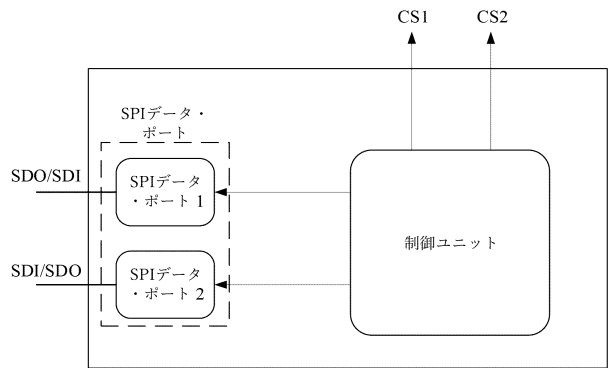 CS1 CS2
SPIデータ・
ポート
SDO/SDI
SPIデータ
・ポート 1
SDI/SDO
SPIデータ
・ポート 2
制御ユニット